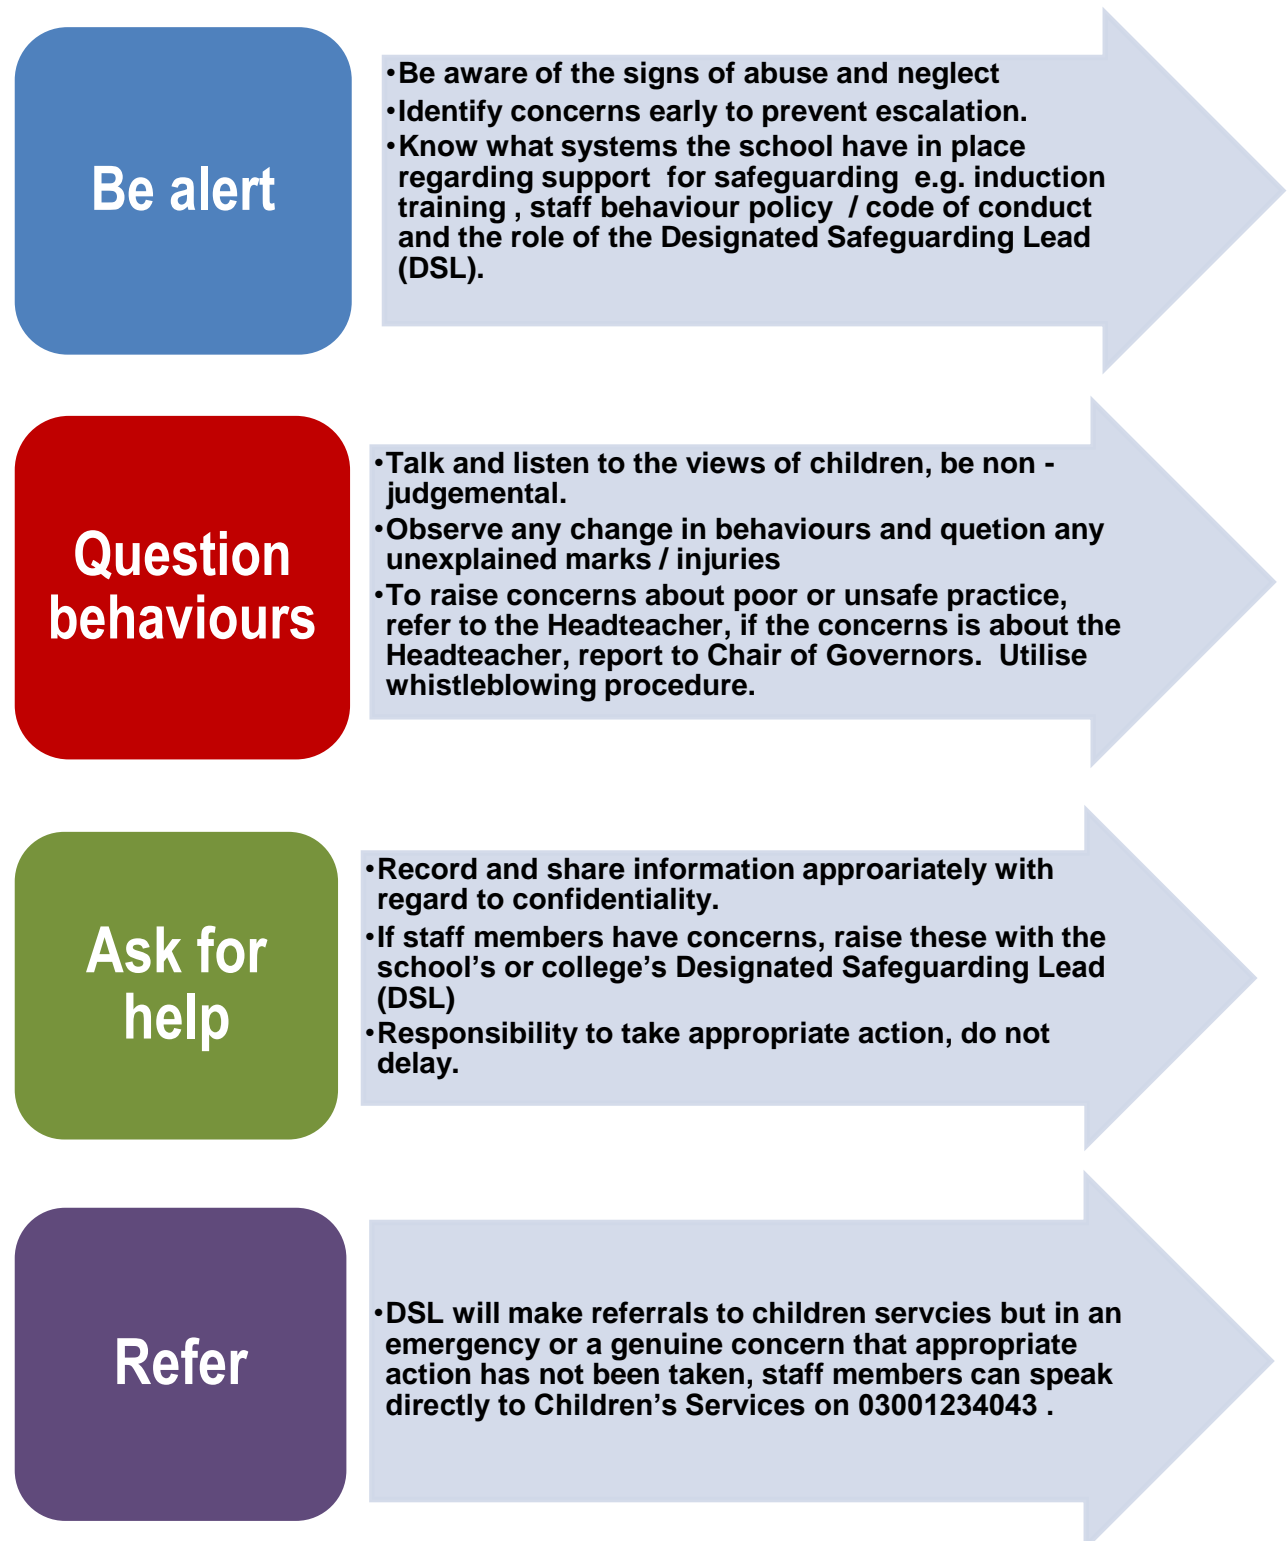 Be alert
•Be aware of the signs of abuse and neglect
•Identify concerns early to prevent escalation.
•Know what systems the school have in place
regarding support  for safeguarding  e.g. induction
training , staff behaviour policy  / code of conduct
and the role of the Designated Safeguarding Lead
(DSL).
Question
behaviours
•Talk and listen to the views of children, be non -
judgemental.
•Observe any change in behaviours and quetion any
unexplained marks / injuries
•To raise concerns about poor or unsafe practice,
refer to the Headteacher, if the concerns is about the
Headteacher, report to Chair of Governors.  Utilise
whistleblowing procedure.
Ask for
help
•Record and share information approariately with
regard to confidentiality.
•If staff members have concerns, raise these with the
school’s or college’s Designated Safeguarding Lead
(DSL)
•Responsibility to take appropriate action, do not
delay.
Refer
•DSL will make referrals to children servcies but in an
emergency or a genuine concern that appropriate
action has not been taken, staff members can speak
directly to Children’s Services on 03001234043 .